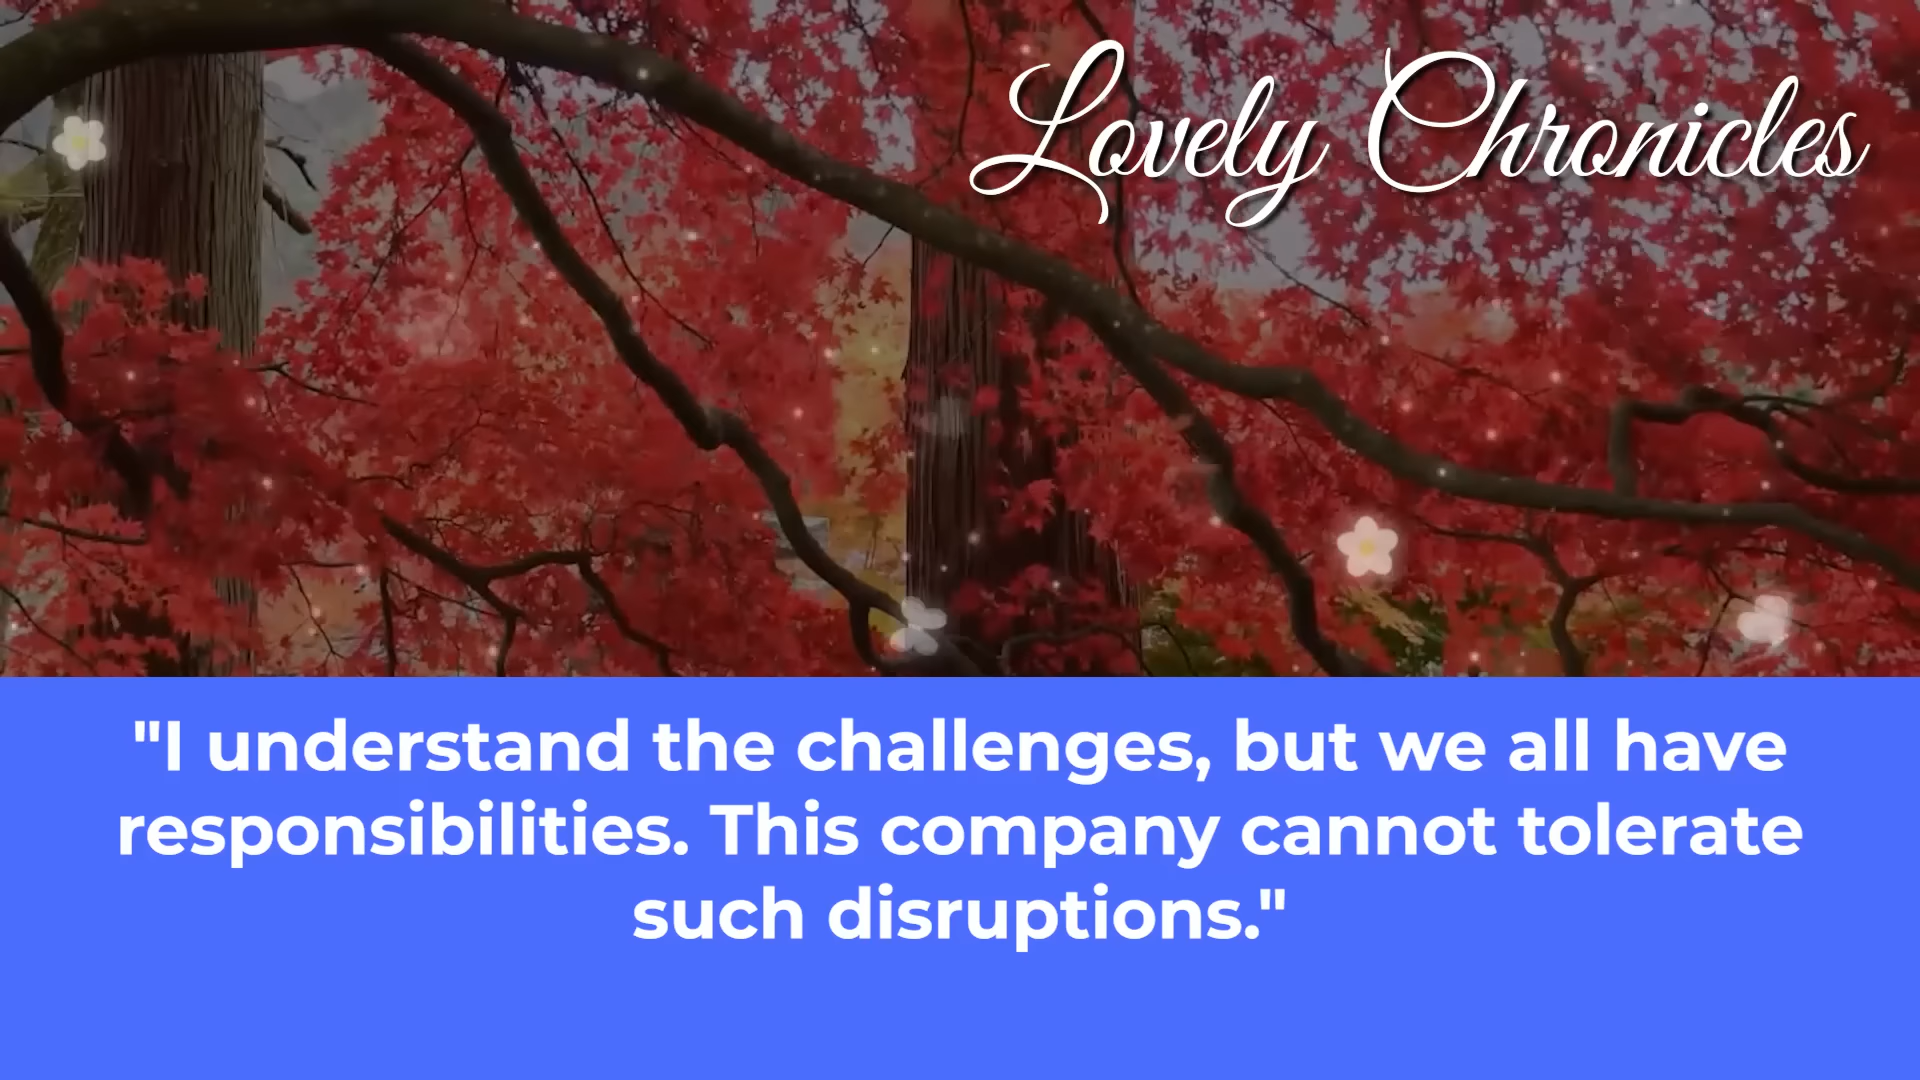 Lovely Chronicles
"I understand the challenges, but we all have
responsibilities. This company cannot tolerate
such disruptions."